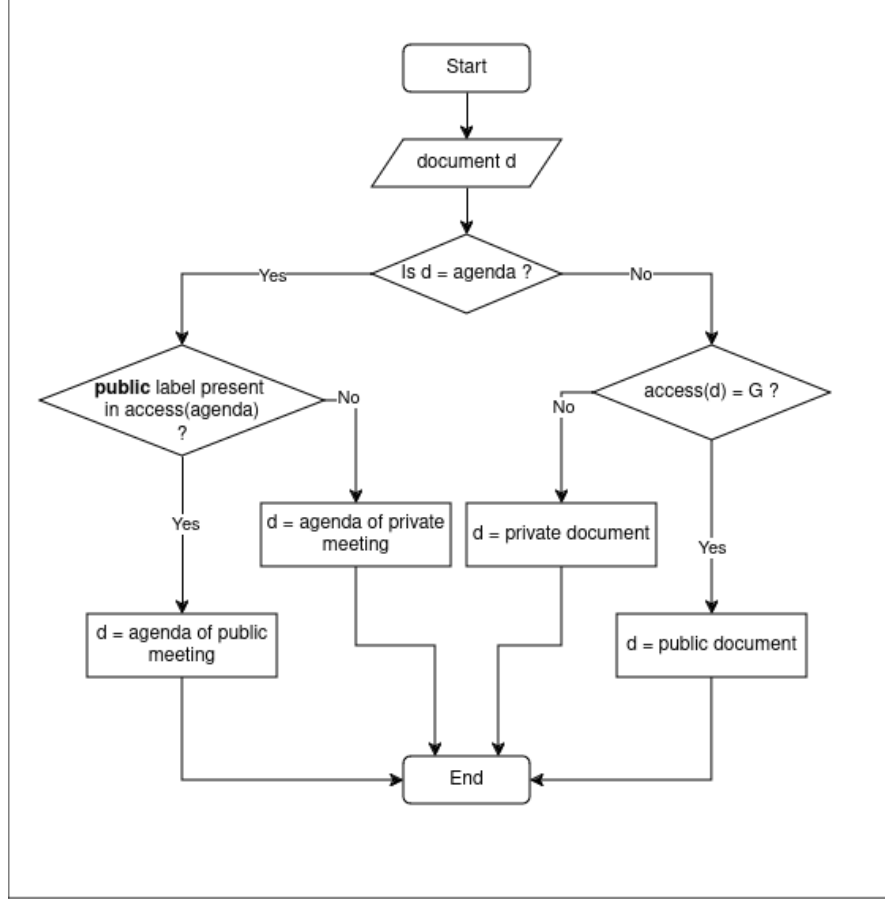 Start
document d
Is d = agenda ?
Yes
No
public label present
in access(agenda)
?
No
No
access(d) = G ?
Yes
d = agenda of private
meeting
d = private document
Yes
d = agenda of public
meeting
d = public document
End